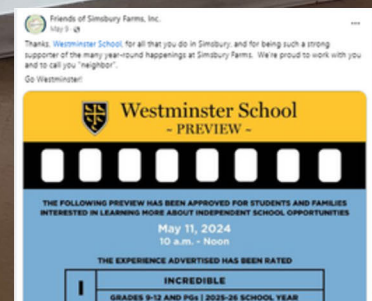 Friends of Simsbury Farms, Inc.
May 9
Thanks, Westminster School, for all that you do in Simsbury, and for being such a strong
supporter of the many year-round happenings at Simsbury Farms. We're proud to work with you
and to call you "neighbor".
Go Westminster!
Westminster School
~ PREVIEW ~
THE FOLLOWING PREVIEW HAS BEEN APPROVED FOR STUDENTS AND FAMILIES
INTERESTED IN LEARNING MORE ABOUT INDEPENDENT SCHOOL OPPORTUNITIES
May 11, 2024
10 a.m. - Noon
THE EXPERIENCE ADVERTISED HAS BEEN RATED
I
INCREDIBLE
GRADES 9-12 AND PGs | 2025-26 SCHOOL YEAR